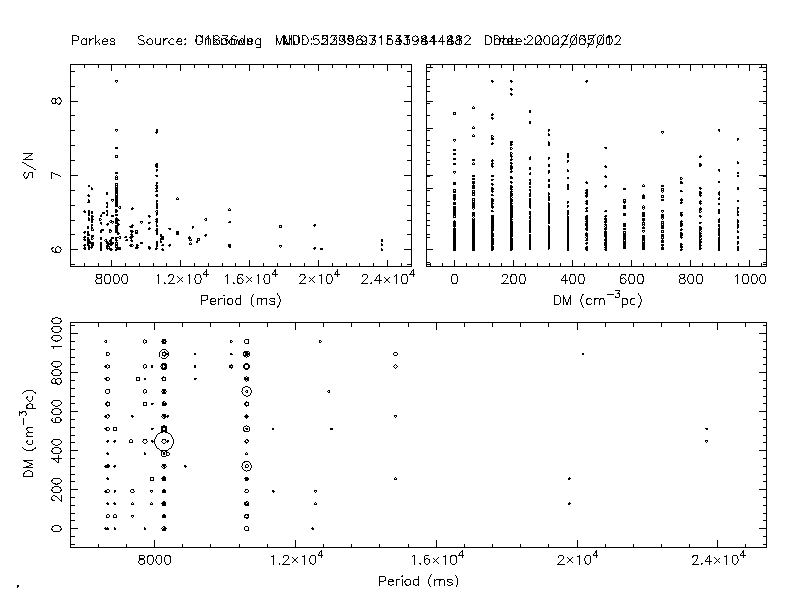 Parkes Source:
8
7
6
S/N
8000 1.2×10⁴ 1.6×10⁴ 2×10⁴ 2.4×10⁴
Period (ms)
0 200 400 600 800 1000
DM (cm⁻³pc)
1000
800
600
400
200
0
DM (cm⁻³pc)
8000 1.2×10⁴ 1.6×10⁴ 2×10⁴ 2.4×10⁴
Period (ms)